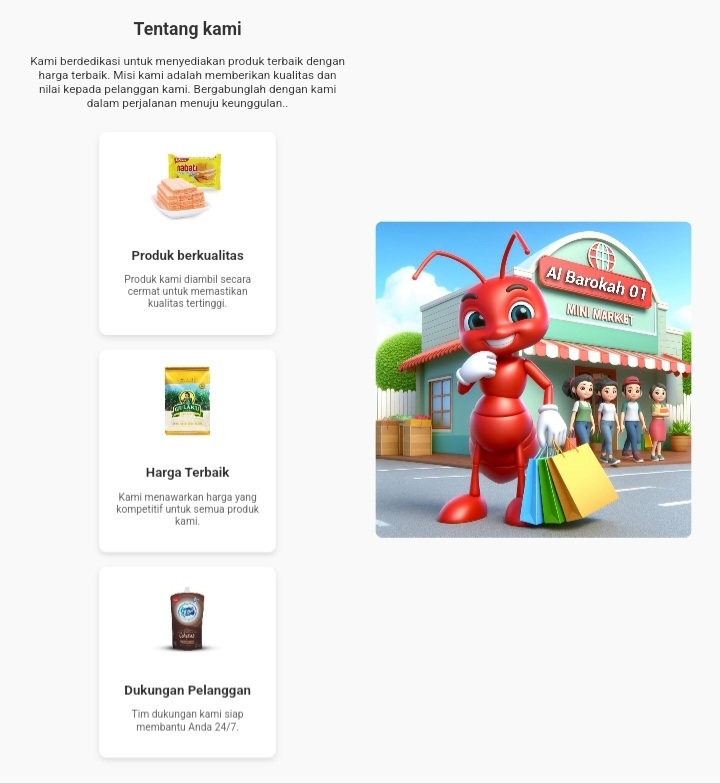 Tentang kami
Kami berdedikasi untuk menyediakan produk terbaik dengan
harga terbaik. Misi kami adalah memberikan kualitas dan
nilai kepada pelanggan kami. Bergabunglah dengan kami
dalam perjalanan menuju keunggulan..
nabati
Produk berkualitas
Produk kami diambil secara
cermat untuk memastikan
kualitas tertinggi.
GULAKU
Harga Terbaik
Kami menawarkan harga yang
kompetitif untuk semua produk
kami.
Dukungan Pelanggan
Tim dukungan kami siap
membantu Anda 24/7.
Al Barokah 01
MINI MARKET